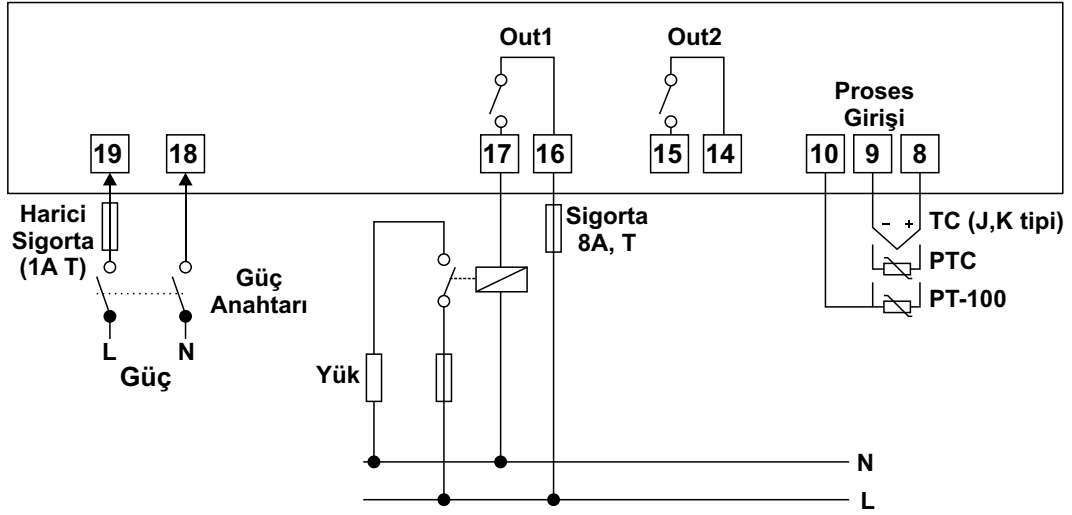 Out1
Out2
Proses
Girişi
19
18
17
16
15
14
10
9
8
Harici
Sigorta
(1A T)
Güç
Anahtarı
L
N
Güç
Sigorta
8A, T
- +
TC (J,K tipi)
PTC
PT-100
Yük
N
L